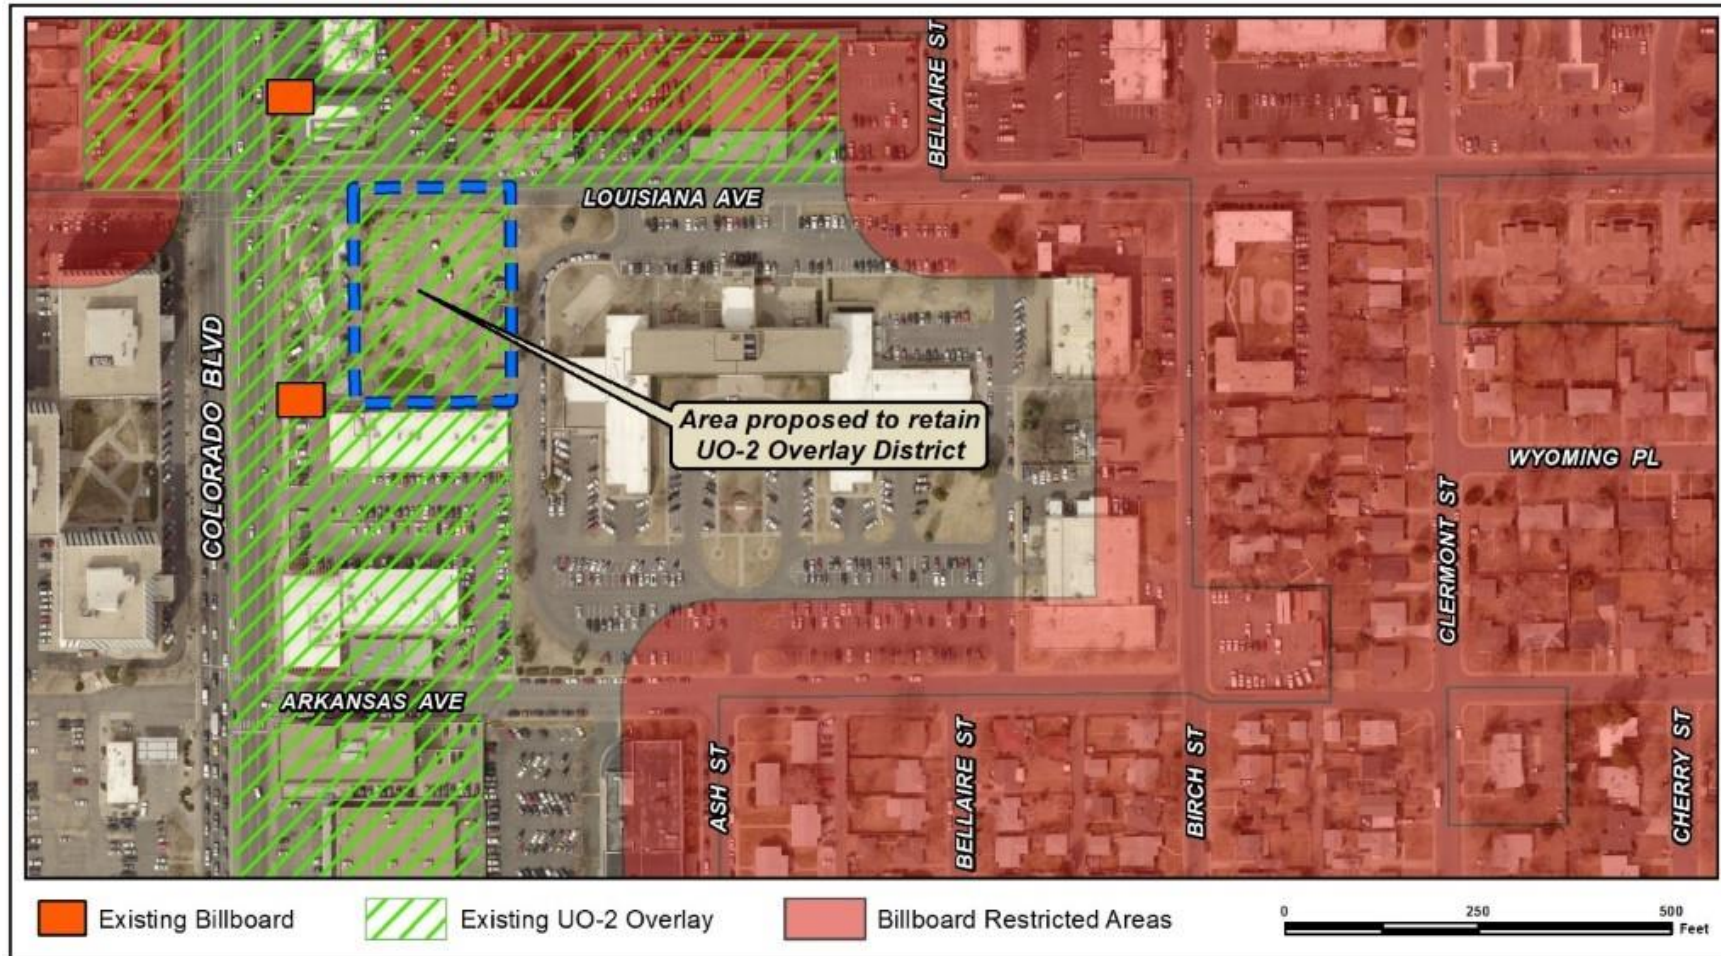 BELLAIRE ST
LOUISIANA AVE
COLORADO BLVD
Area proposed to retain
UO-2 Overlay District
WYOMING PL
CLERMONT ST
ARKANSAS AVE
ASH ST
BELLAIRE ST
BIRCH ST
CHERRY ST
Existing Billboard
Existing UO-2 Overlay
Billboard Restricted Areas
0 250 500
Feet